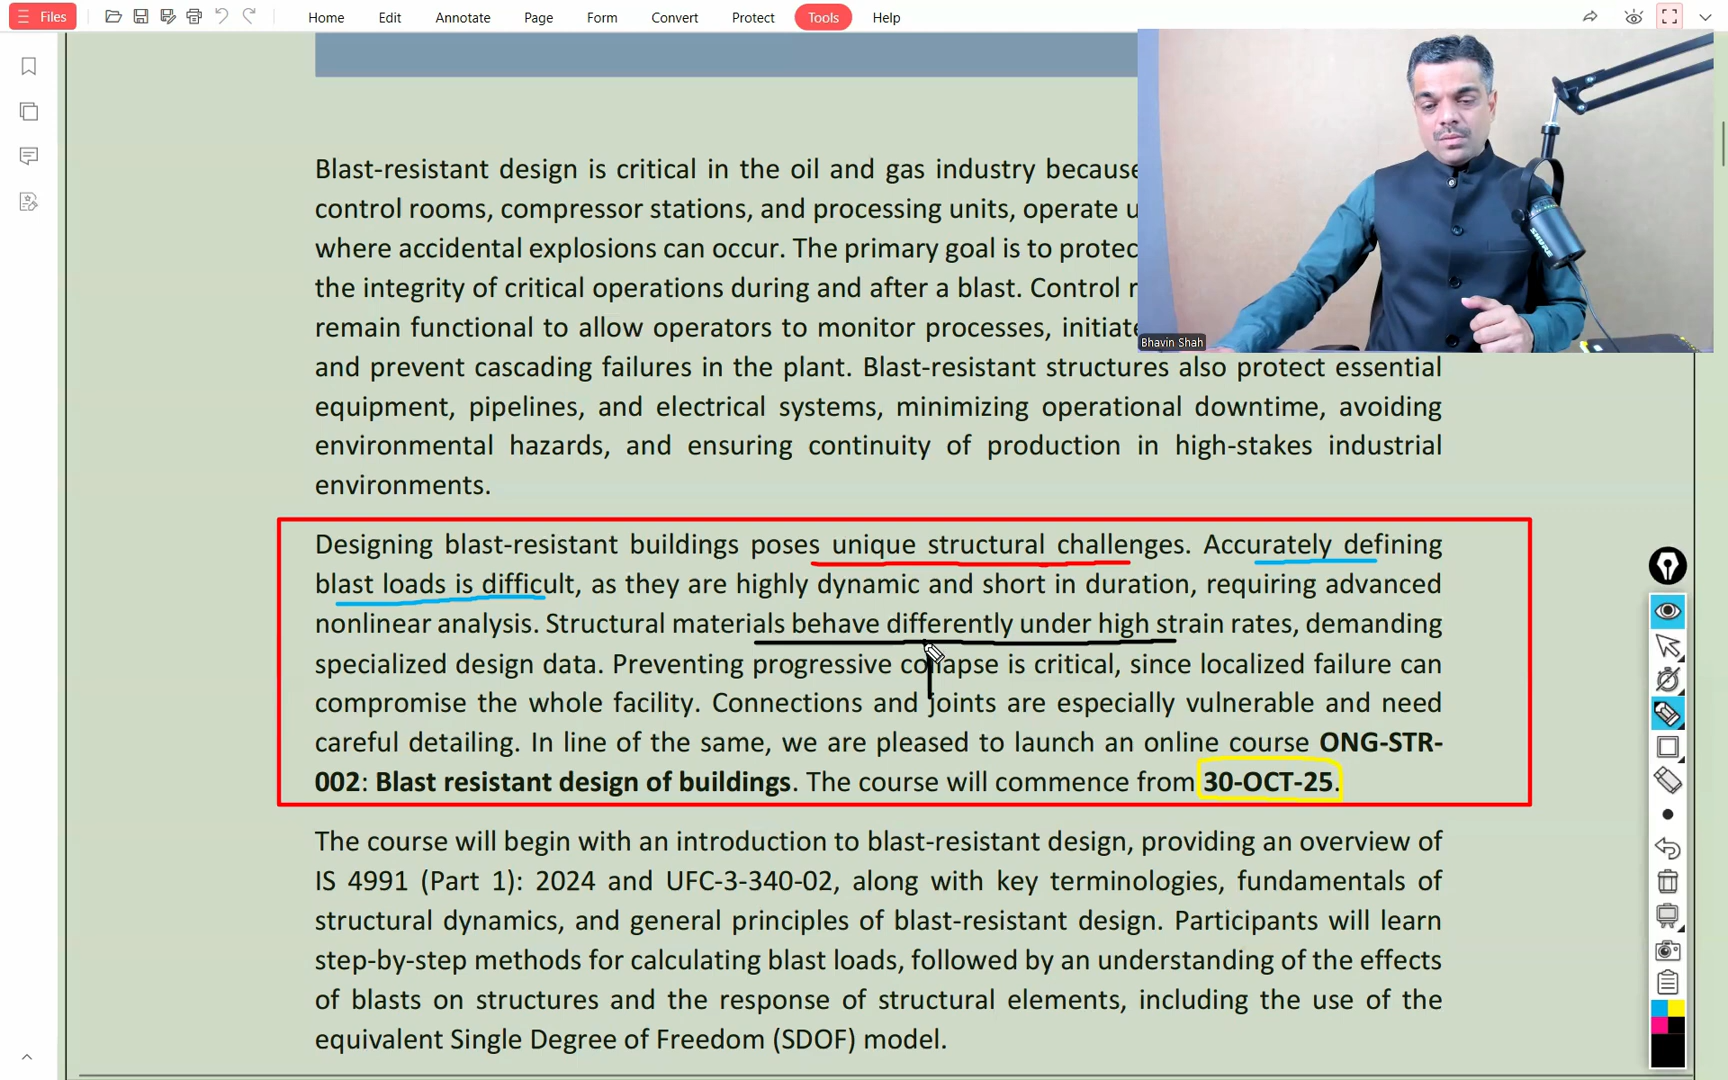 Files
Home Edit Annotate Page Form Convert Protect Tools Help
Blast-resistant design is critical in the oil and gas industry because
control rooms, compressor stations, and processing units, operate u
where accidental explosions can occur. The primary goal is to protec
the integrity of critical operations during and after a blast. Control r
remain functional to allow operators to monitor processes, initiate
and prevent cascading failures in the plant. Blast-resistant structures also protect essential
equipment, pipelines, and electrical systems, minimizing operational downtime, avoiding
environmental hazards, and ensuring continuity of production in high-stakes industrial
environments.
Bhavin Shah
SHURE
Designing blast-resistant buildings poses unique structural challenges. Accurately defining
blast loads is difficult, as they are highly dynamic and short in duration, requiring advanced
nonlinear analysis. Structural materials behave differently under high strain rates, demanding
specialized design data. Preventing progressive collapse is critical, since localized failure can
compromise the whole facility. Connections and joints are especially vulnerable and need
careful detailing. In line of the same, we are pleased to launch an online course ONG-STR-
002: Blast resistant design of buildings. The course will commence from 30-OCT-25.
The course will begin with an introduction to blast-resistant design, providing an overview of
IS 4991 (Part 1): 2024 and UFC-3-340-02, along with key terminologies, fundamentals of
structural dynamics, and general principles of blast-resistant design. Participants will learn
step-by-step methods for calculating blast loads, followed by an understanding of the effects
of blasts on structures and the response of structural elements, including the use of the
equivalent Single Degree of Freedom (SDOF) model.